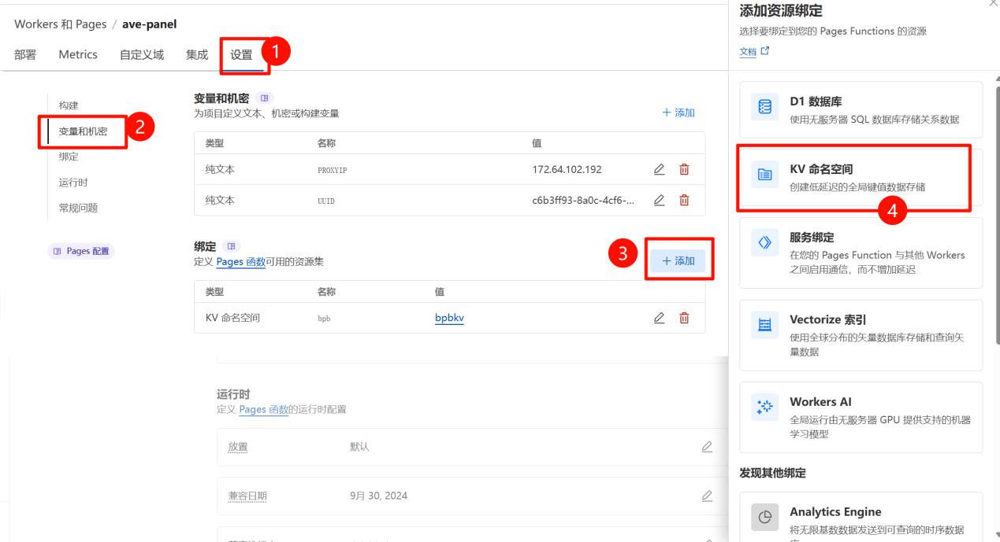 Workers 和 Pages / ave-panel
部署 Metrics 自定义域 集成 设置 1
构建
变量和机密 2
绑定
运行时
常规问题
Pages 配置
变量和机密
为项目定义文本、机密或构建变量
+ 添加
类型 名称 值
纯文本 PROXYIP 172.64.102.192
纯文本 UUID c6b3ff93-8a0c-4cf6-...
绑定
定义 Pages 函数可用的资源集
3 + 添加
类型 名称 值
KV 命名空间 bpb bpbkv
运行时
定义 Pages 函数的运行时配置
放置 默认
兼容日期 9月 30, 2024
添加资源绑定
选择要绑定到您的 Pages Functions 的资源
文档
D1 数据库
使用无服务器 SQL 数据库存储关系数据
KV 命名空间
创建低延迟的全局键值数据存储
4
服务绑定
在您的 Pages Function 与其他 Workers
之间启用通信，而不增加延迟
Vectorize 索引
使用全球分布的矢量数据库存储和查询矢
量数据
Workers AI
全局运行由无服务器 GPU 提供支持的机器
学习模型
发现其他绑定
Analytics Engine
将无限基数数据发送到可查询的时序数据